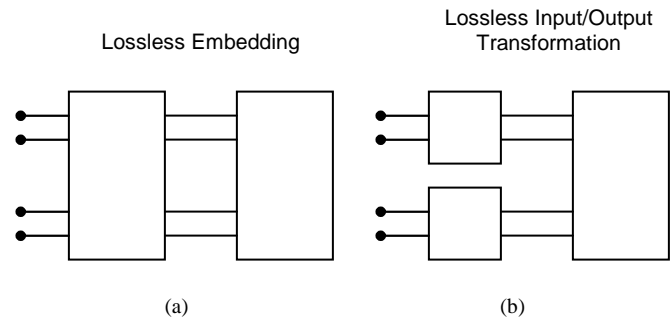 Lossless Embedding
Lossless Input/Output
Transformation
(a)
(b)